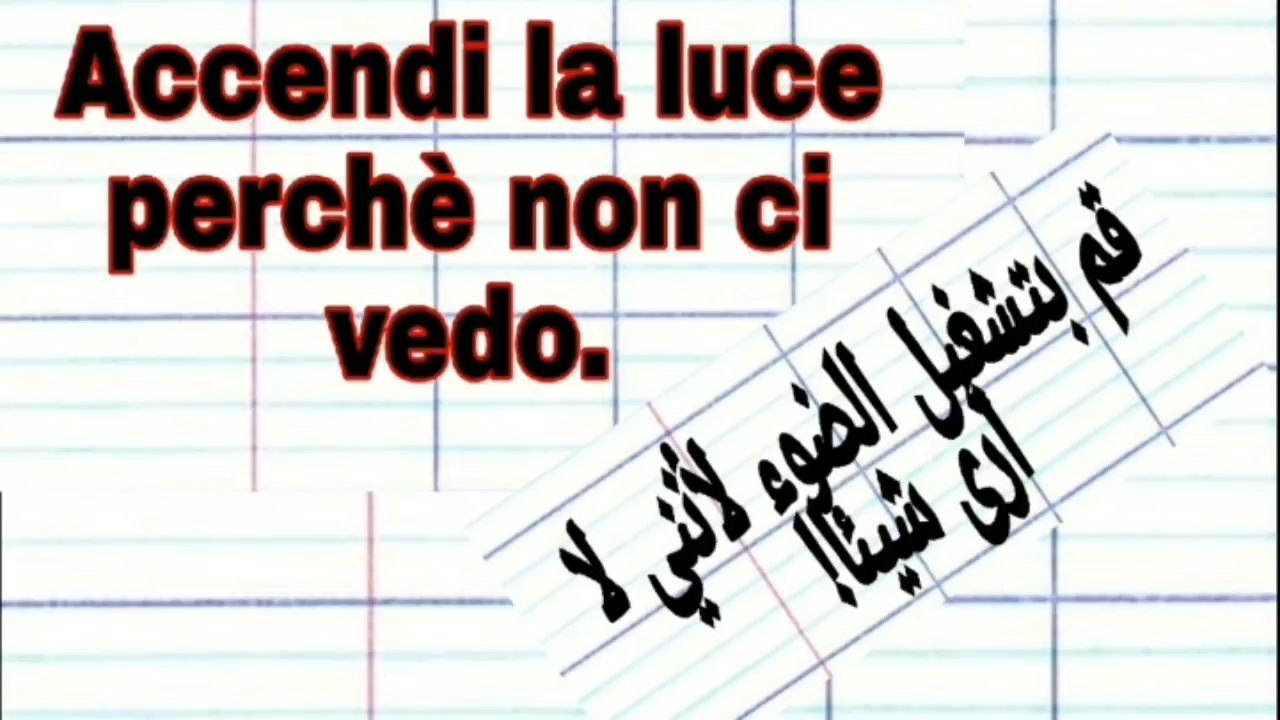 Accendi la luce
perchè non ci
vedo.
قم بتشغيل الضوء لأنني لا
أرى شيئا!